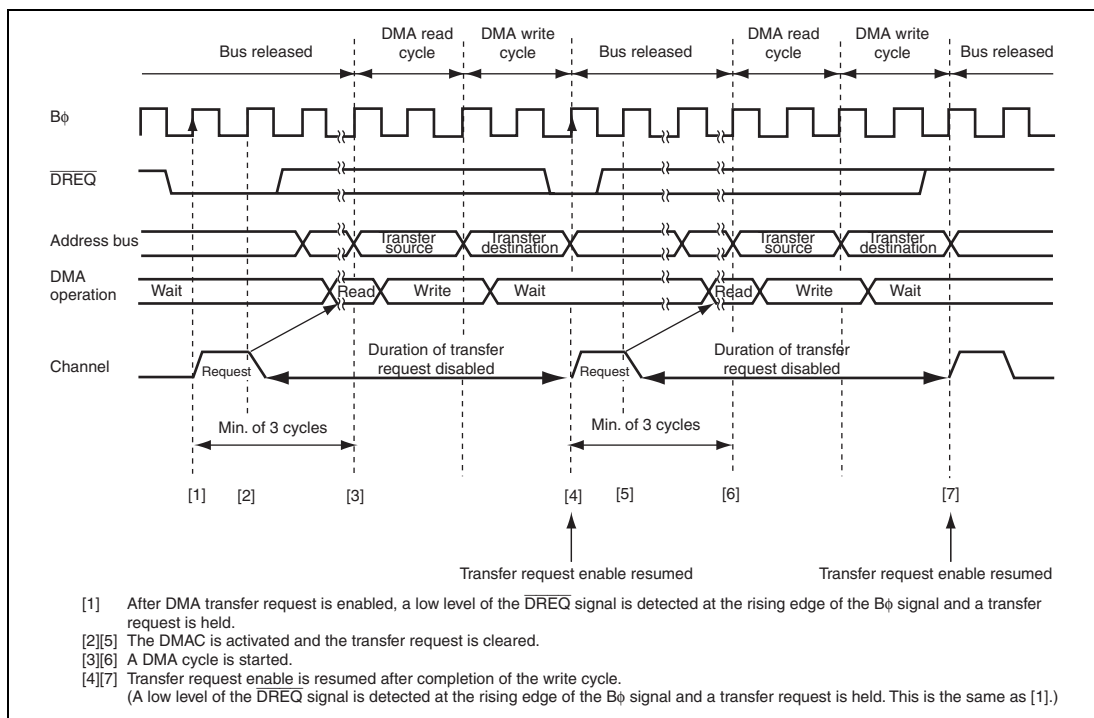 DMA read cycle
DMA write cycle
DMA read cycle
DMA write cycle
Bus released
Bus released
Bus released
Bφ
DREQ
Address bus
Transfer source
Transfer destination
Transfer source
Transfer destination
DMA operation
Wait
Read
Write
Wait
Read
Write
Wait
Channel
Request
Duration of transfer request disabled
Request
Duration of transfer request disabled
Min. of 3 cycles
Min. of 3 cycles
[1]
[2]
[3]
[4]
[5]
[6]
[7]
Transfer request enable resumed
Transfer request enable resumed
[1] After DMA transfer request is enabled, a low level of the DREQ signal is detected at the rising edge of the Bφ signal and a transfer
request is held.
[2][5] The DMAC is activated and the transfer request is cleared.
[3][6] A DMA cycle is started.
[4][7] Transfer request enable is resumed after completion of the write cycle.
(A low level of the DREQ signal is detected at the rising edge of the Bφ signal and a transfer request is held. This is the same as [1].)